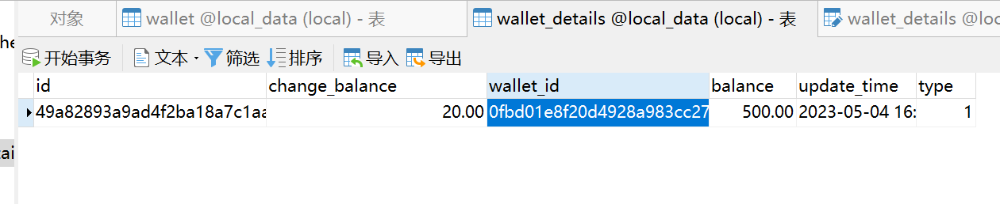 对象 wallet @local_data (local) - 表 wallet_details @local_data (local) - 表 wallet_details @lo
he
开始事务 文本 筛选 排序 导入 导出
id change_balance wallet_id balance update_time type
49a82893a9ad4f2ba18a7c1aa 20.00 0fbd01e8f20d4928a983cc27 500.00 2023-05-04 16: 1
tai